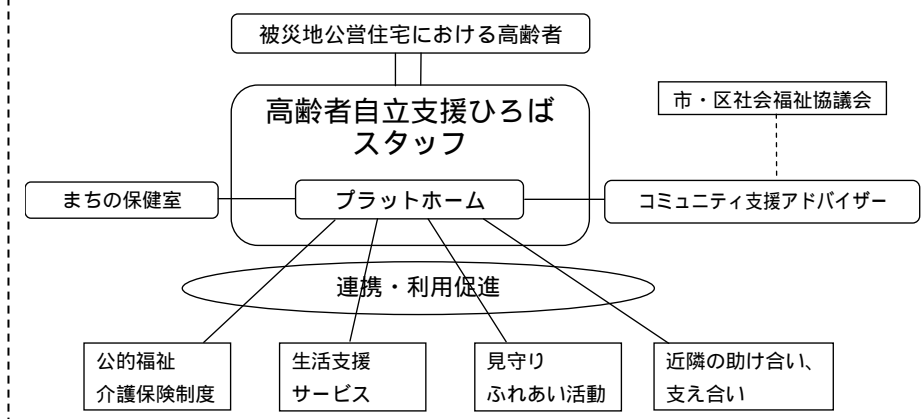 被災地公営住宅における高齢者
高齢者自立支援ひろば
スタッフ
市・区社会福祉協議会
まちの保健室
プラットホーム
コミュニティ支援アドバイザー
連携・利用促進
公的福祉
介護保険制度
生活支援
サービス
見守り
ふれあい活動
近隣の助け合い、
支え合い